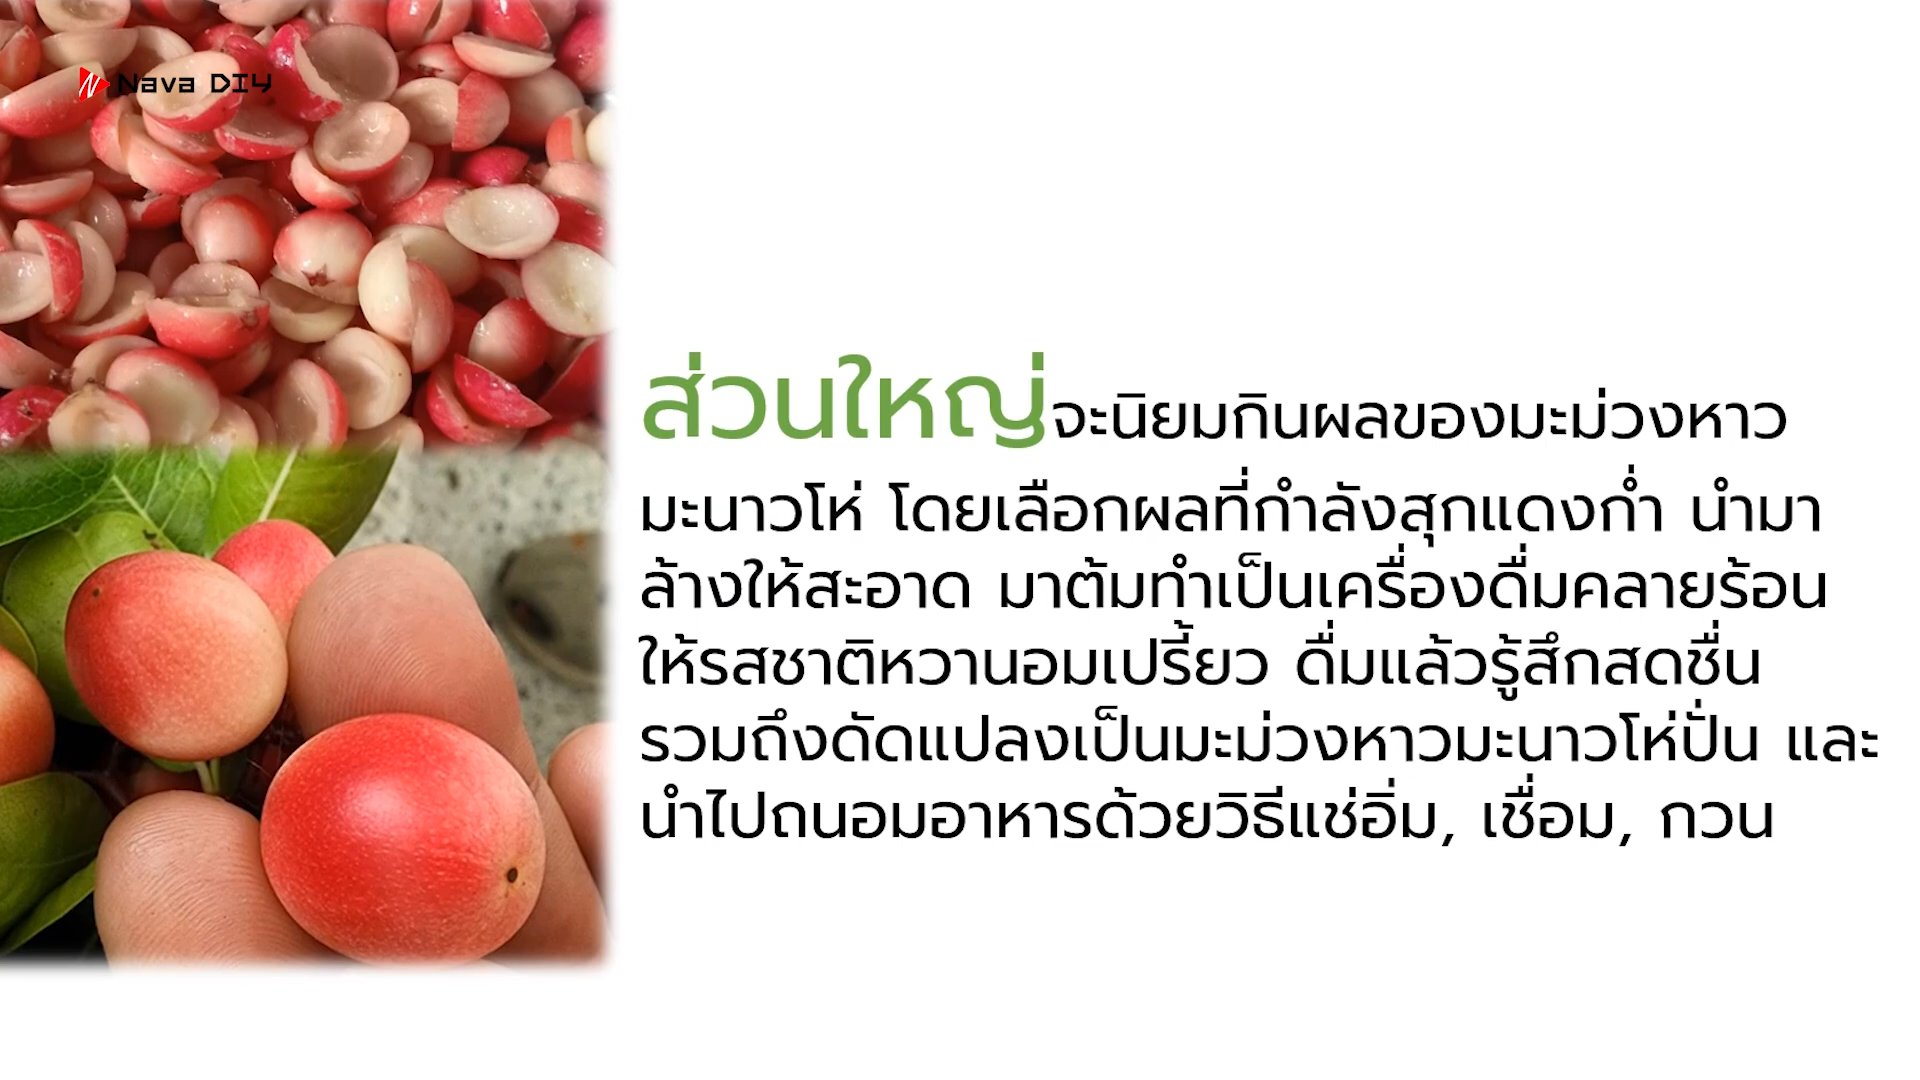 Nava DIY
ส่วนใหญ่จะนิยมกินผลของมะม่วงหาว
มะนาวโห่ โดยเลือกผลที่กำลังสุกแดงก่ำ นำมา
ล้างให้สะอาด มาต้มทำเป็นเครื่องดื่มคลายร้อน
ให้รสชาติหวานอมเปรี้ยว ดื่มแล้วรู้สึกสดชื่น
รวมถึงดัดแปลงเป็นมะม่วงหาวมะนาวโห่ปั่น และ
นำไปถนอมอาหารด้วยวิธีแช่อิ่ม, เชื่อม, กวน